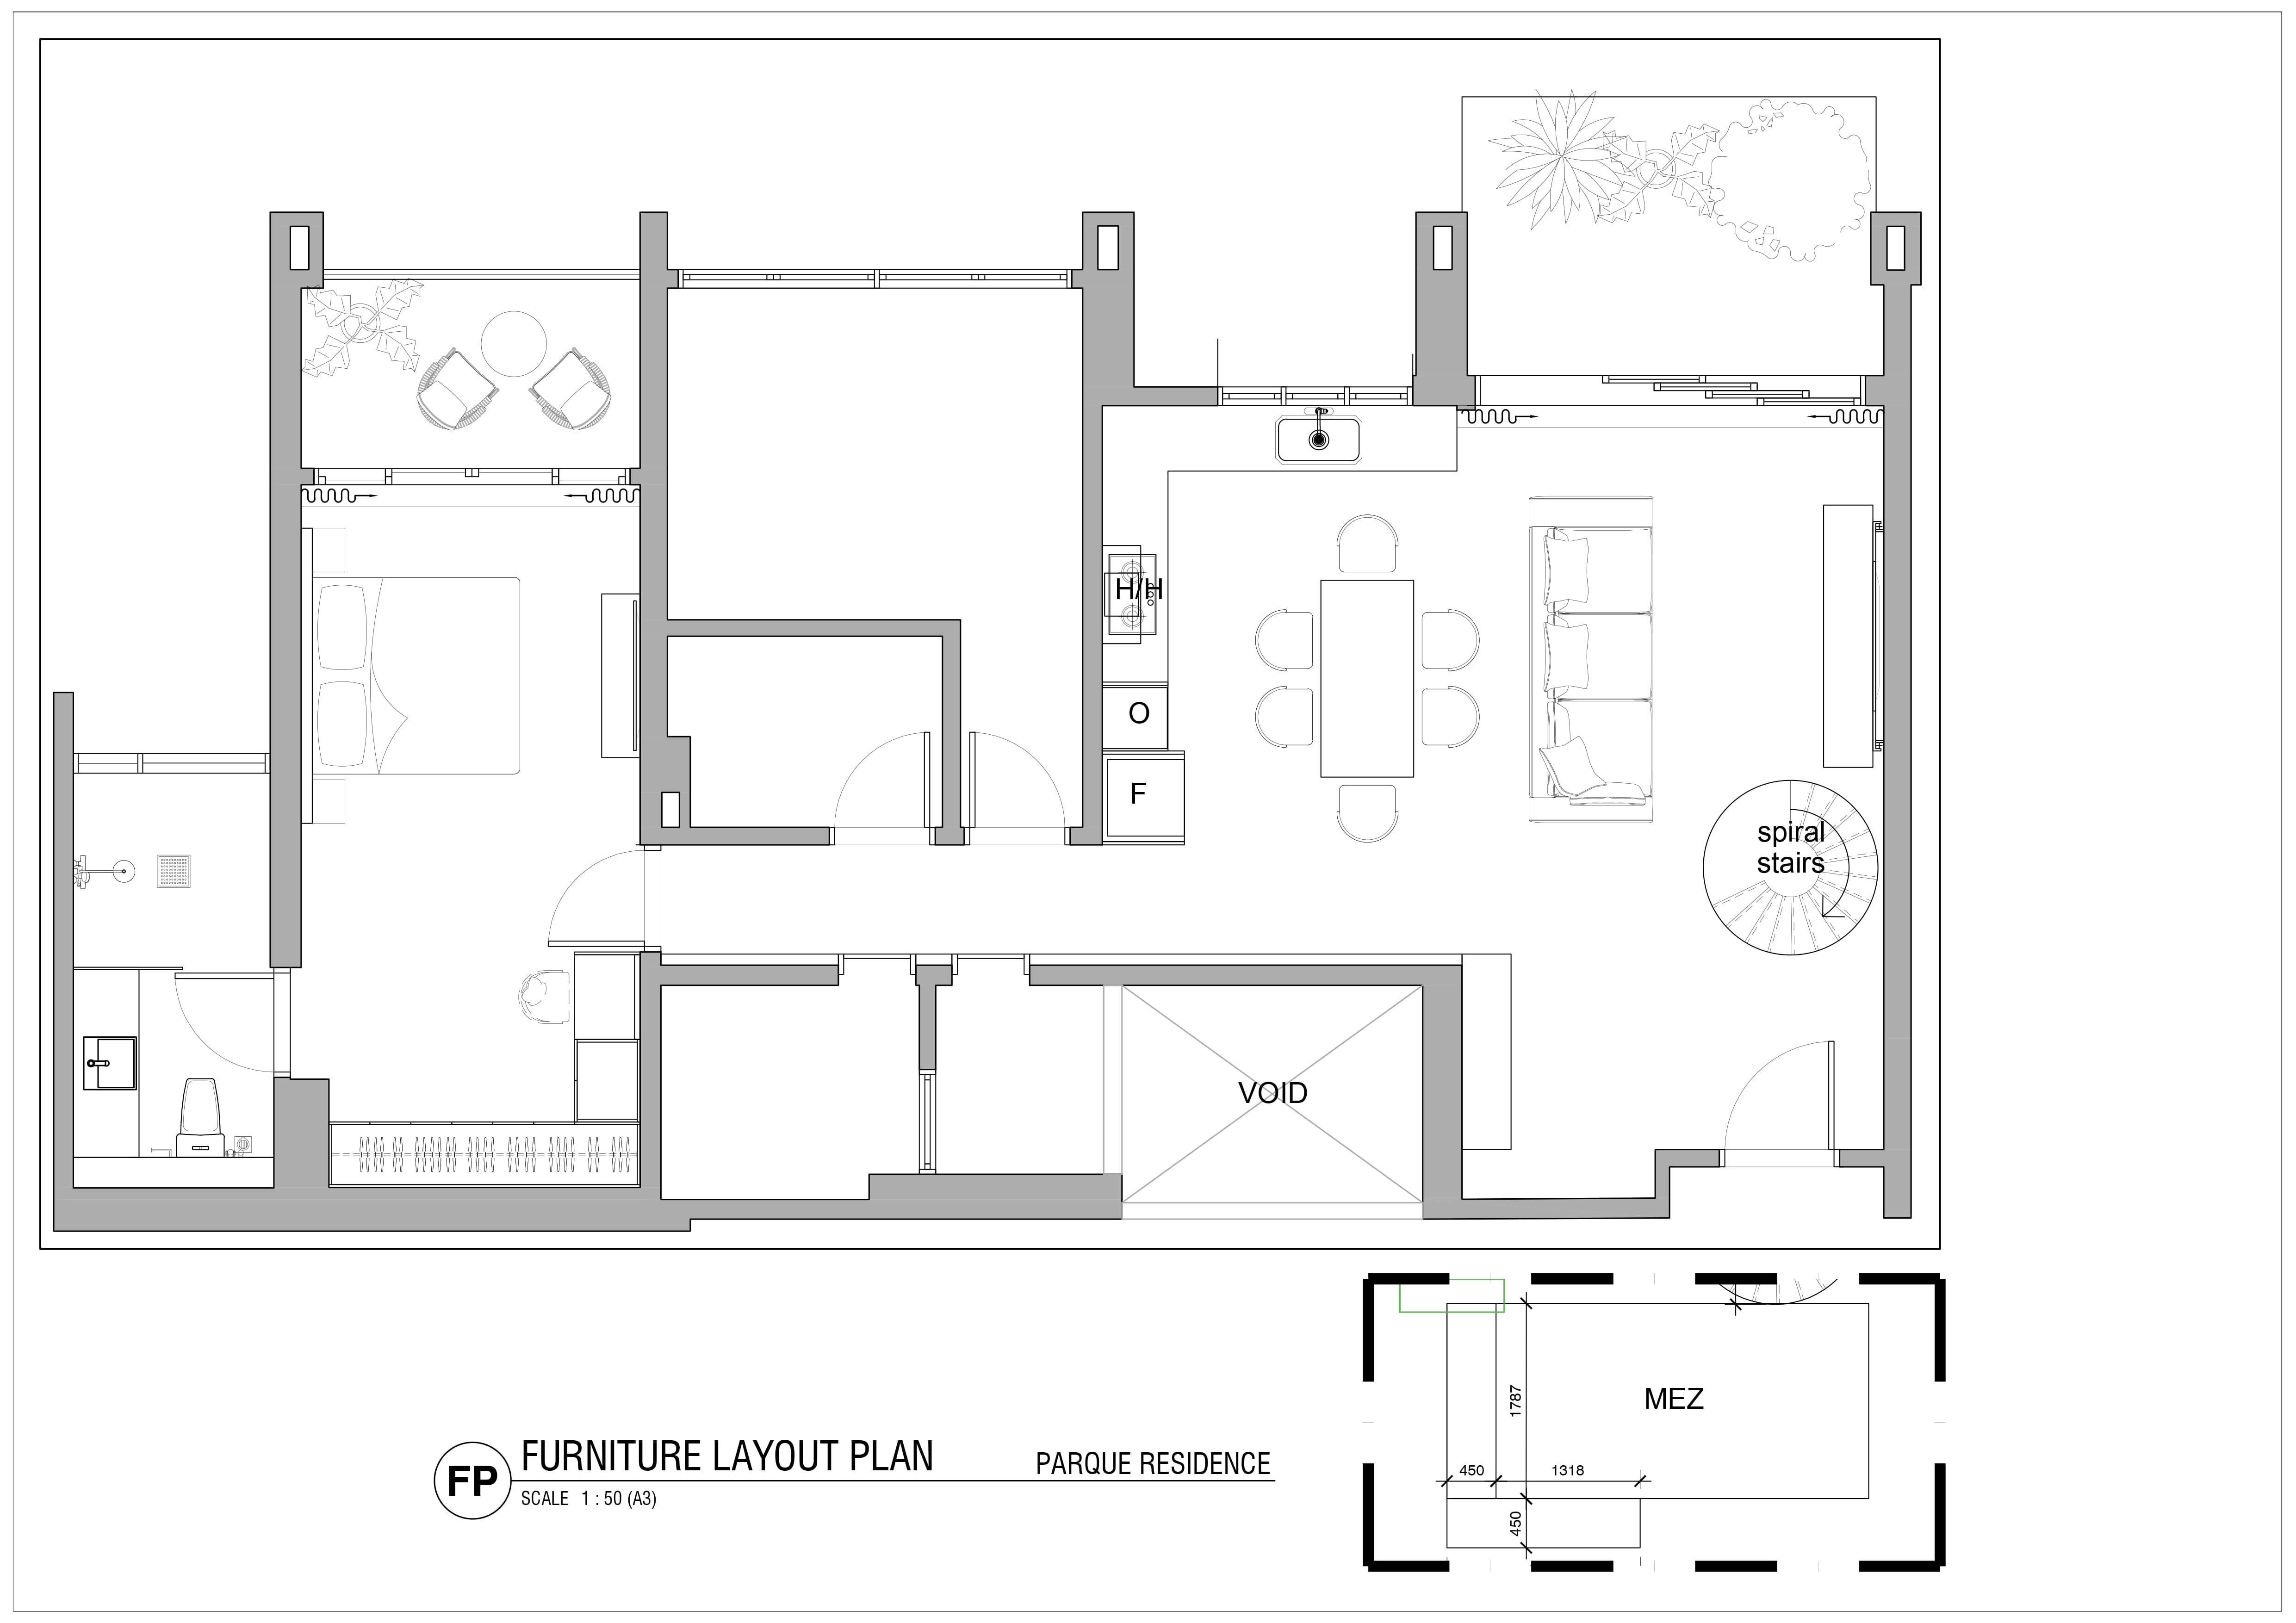 H/H
O
F
spiral
stairs
VOID
MEZ
1787
450
1318
450
FP
FURNITURE LAYOUT PLAN
PARQUE RESIDENCE
SCALE 1 : 50 (A3)